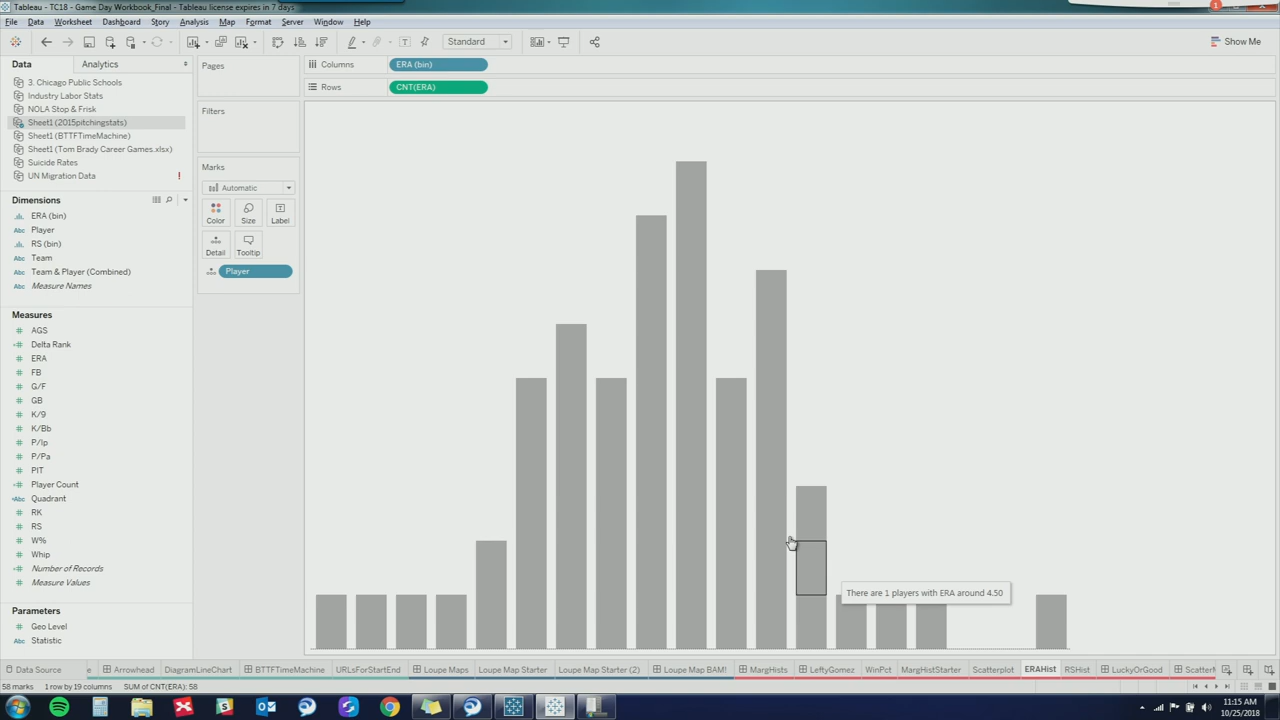 Tableau - TC18 - Game Day Workbook_Final - Tableau license expires in 7 days
1
File Data Worksheet Dashboard Story Analysis Map Format Server Window Help
Standard
Show Me
Data Analytics
3. Chicago Public Schools
Industry Labor Stats
NOLA Stop & Frisk
Sheet1 (2015pitchingstats)
Sheet1 (BTTFTimeMachine)
Sheet1 (Tom Brady Career Games.xlsx)
Suicide Rates
UN Migration Data !
Dimensions
ERA (bin)
Abc Player
RS (bin)
Abc Team
Abc Team & Player (Combined)
Abc Measure Names
Measures
AGS
Delta Rank
ERA
FB
G/F
GB
K/9
K/Bb
P/Ip
P/Pa
PIT
Player Count
Abc Quadrant
RK
RS
W%
Whip
Number of Records
Measure Values
Parameters
Geo Level
Abc Statistic
Pages
Filters
Marks
Automatic
Color Size Label
Detail Tooltip
Player
Columns ERA (bin)
Rows CNT(ERA)
There are 1 players with ERA around 4.50
Data Source e Arrowhead DiagramLineChart BTTFTimeMachine URLsForStartEnd Loupe Maps Loupe Map Starter Loupe Map Starter (2) Loupe Map BAM! MargHists LeftyGomez WinPct MargHistStarter Scatterplot ERAHist RSHist LuckyOrGood Scatterf
58 marks 1 row by 19 columns SUM of CNT(ERA): 58
11:15 AM
10/25/2018